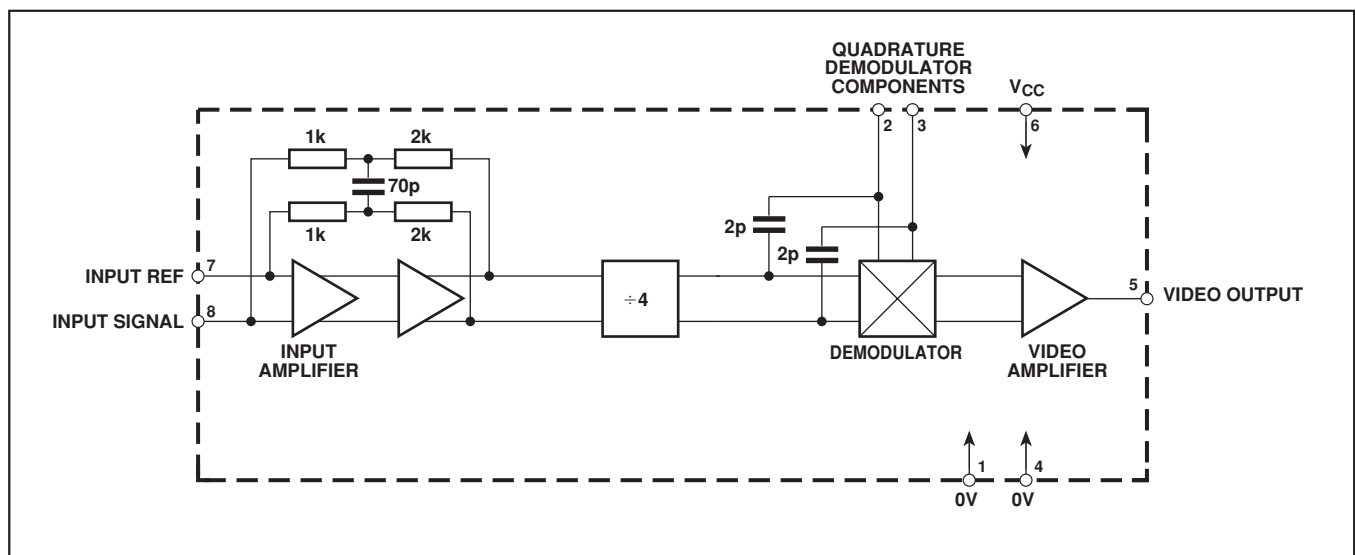 QUADRATURE
DEMODULATOR
COMPONENTS
VCC
2
3
6
1k
2k
70p
1k
2k
2p
2p
INPUT REF
7
÷4
5
VIDEO OUTPUT
INPUT SIGNAL
8
INPUT
AMPLIFIER
DEMODULATOR
VIDEO
AMPLIFIER
1
4
0V
0V